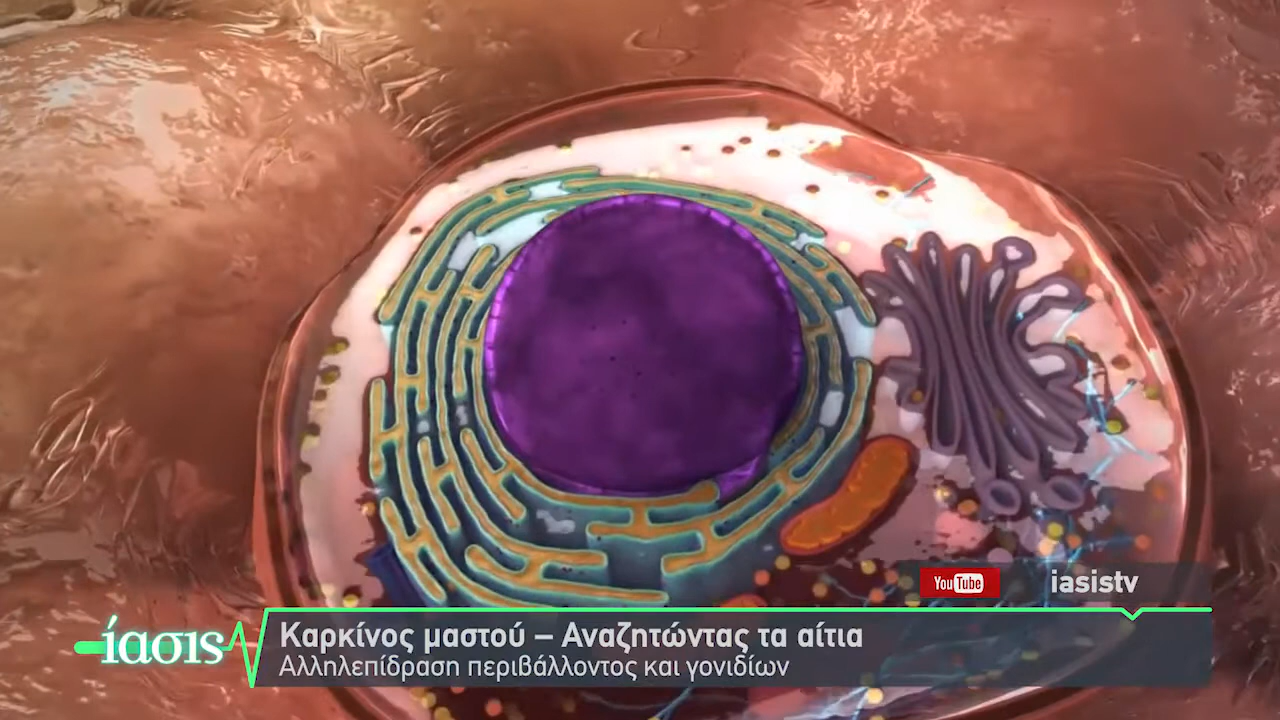 YouTube
iasistv
ίασις
Καρκίνος μαστού – Αναζητώντας τα αίτια
Αλληλεπίδραση περιβάλλοντος και γονιδίων